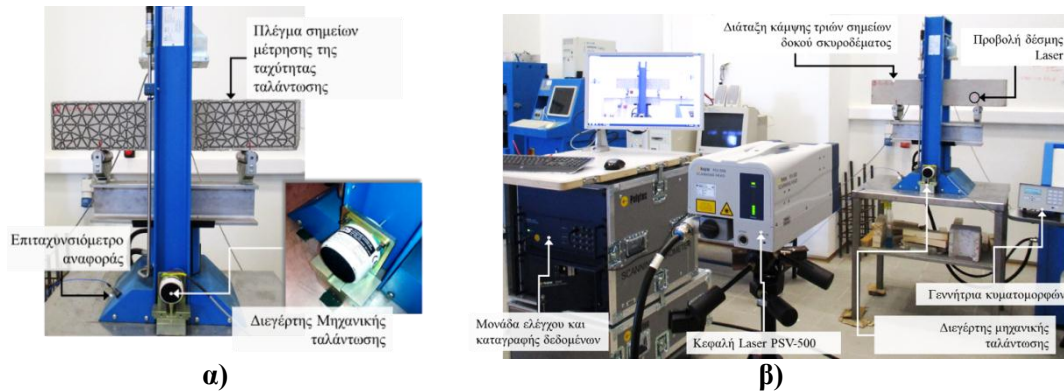 Πλέγμα σημείων
μέτρησης της
ταχύτητας
ταλάντωσης
Επιταχυνσιόμετρο
αναφοράς
Διεγέρτης Μηχανικής
ταλάντωσης
α)
Διάταξη κάμψης τριών σημείων
δοκού σκυροδέματος
Προβολή δέσμης
Laser
Polytec
Μονάδα ελέγχου και
καταγραφής δεδομένων
Κεφαλή Laser PSV-500
Γεννήτρια κυματομορφών
Διεγέρτης μηχανικής
ταλάντωσης
β)